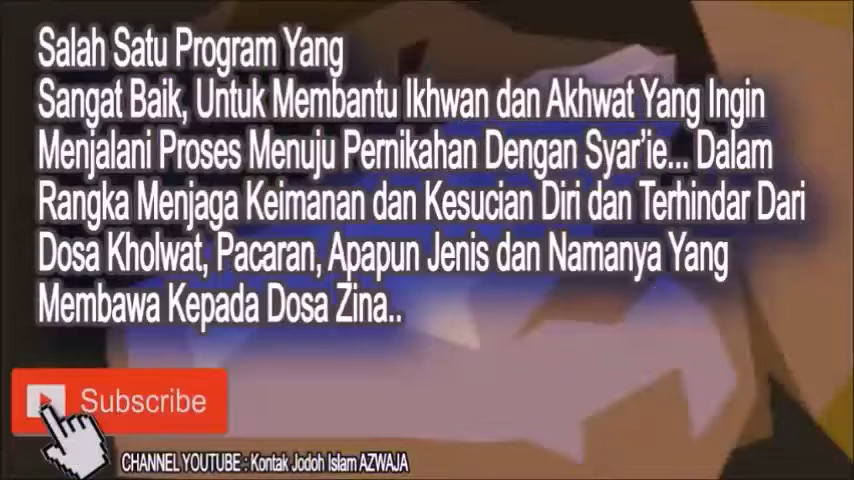 Salah Satu Program Yang
Sangat Baik, Untuk Membantu Ikhwan dan Akhwat Yang Ingin
Menjalani Proses Menuju Pernikahan Dengan Syar'ie... Dalam
Rangka Menjaga Keimanan dan Kesucian Diri dan Terhindar Dari
Dosa Kholwat, Pacaran, Apapun Jenis dan Namanya Yang
Membawa Kepada Dosa Zina..
Subscribe
CHANNEL YOUTUBE : Kontak Jodoh Islam AZWAJA